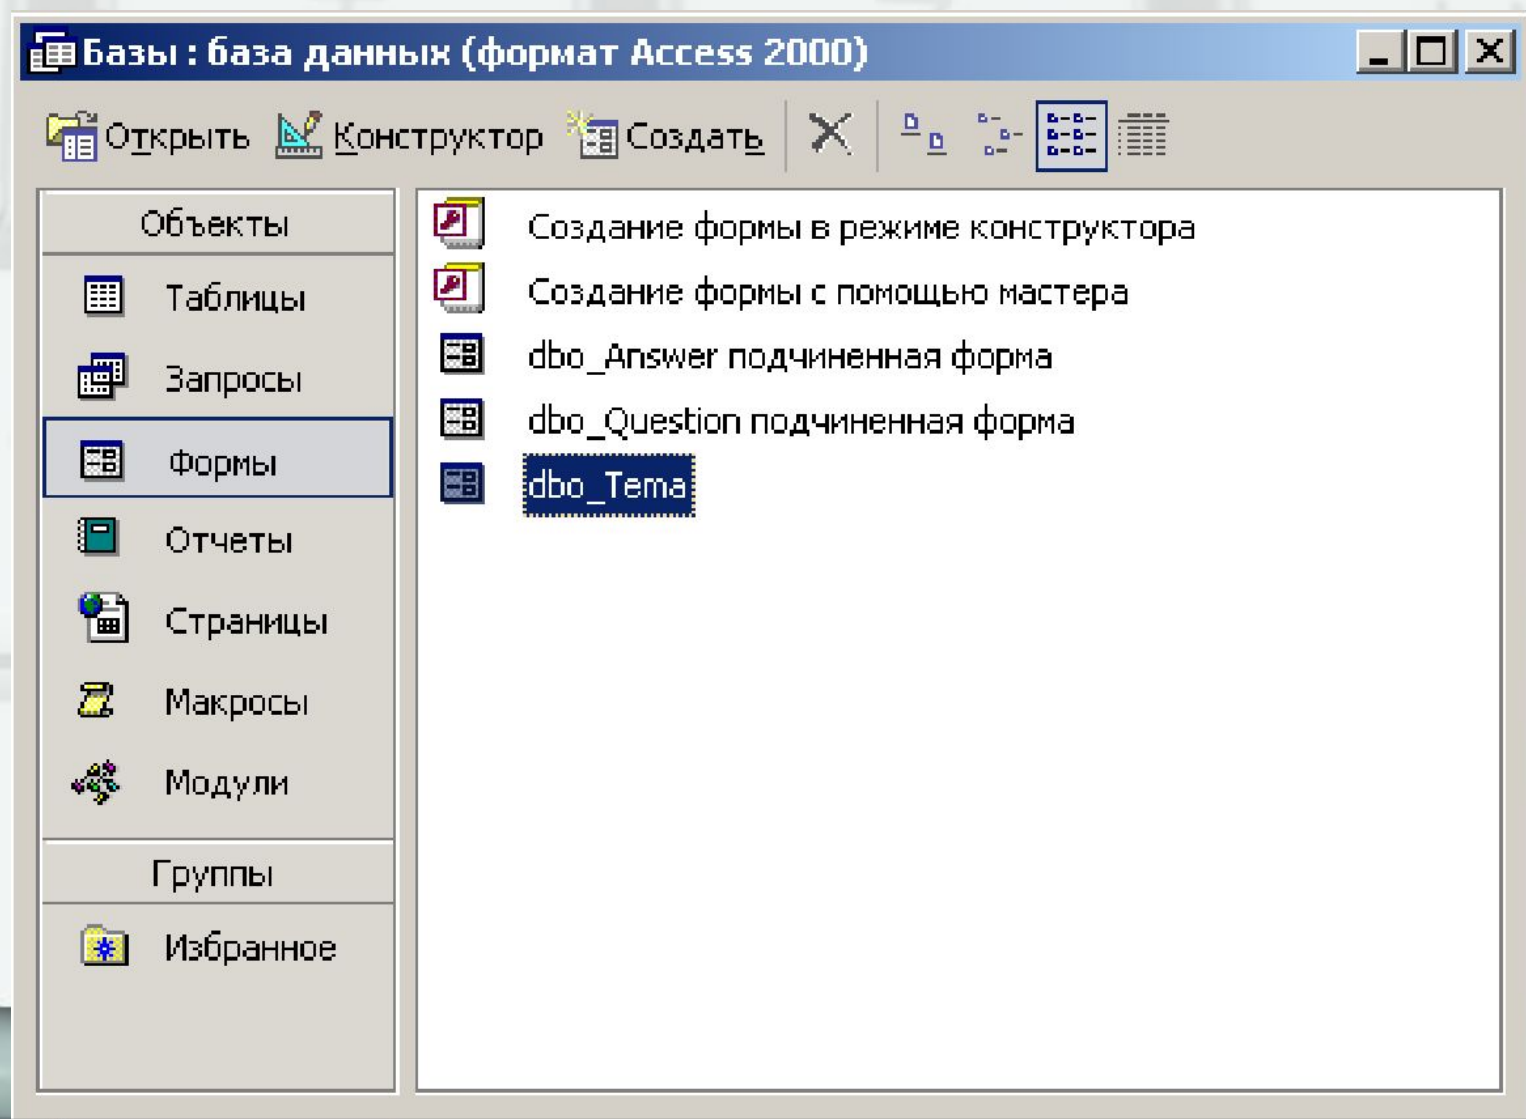 Базы : база данных (формат Access 2000)
Открыть Конструктор Создать
Объекты
Таблицы
Запросы
Формы
Отчеты
Страницы
Макросы
Модули
Группы
Избранное
Создание формы в режиме конструктора
Создание формы с помощью мастера
dbo_Answer подчиненная форма
dbo_Question подчиненная форма
dbo_Tema